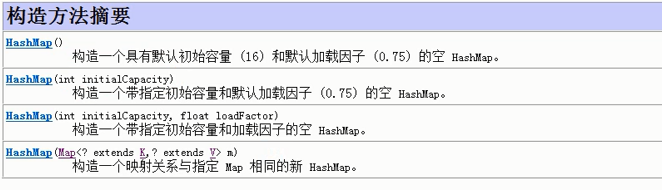 构造方法摘要
HashMap()
构造一个具有默认初始容量 (16) 和默认加载因子 (0.75) 的空 HashMap。
HashMap(int initialCapacity)
构造一个带指定初始容量和默认加载因子 (0.75) 的空 HashMap。
HashMap(int initialCapacity, float loadFactor)
构造一个带指定初始容量和加载因子的空 HashMap。
HashMap(Map<? extends K,? extends V> m)
构造一个映射关系与指定 Map 相同的新 HashMap。